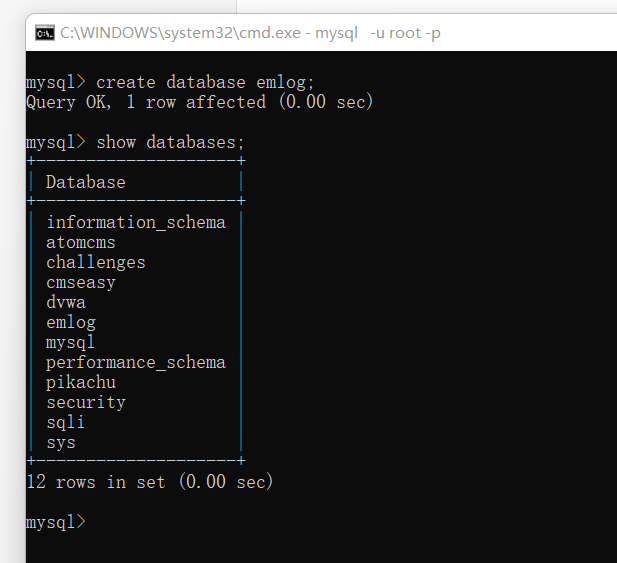 C:\WINDOWS\system32\cmd.exe - mysql  -u root -p
mysql> create database emlog;
Query OK, 1 row affected (0.00 sec)
mysql> show databases;
+--------------------+
| Database           |
+--------------------+
| information_schema |
| atomcms            |
| challenges         |
| cmseasy            |
| dvwa               |
| emlog              |
| mysql              |
| performance_schema |
| pikachu            |
| security           |
| sqli               |
| sys                |
+--------------------+
12 rows in set (0.00 sec)
mysql>